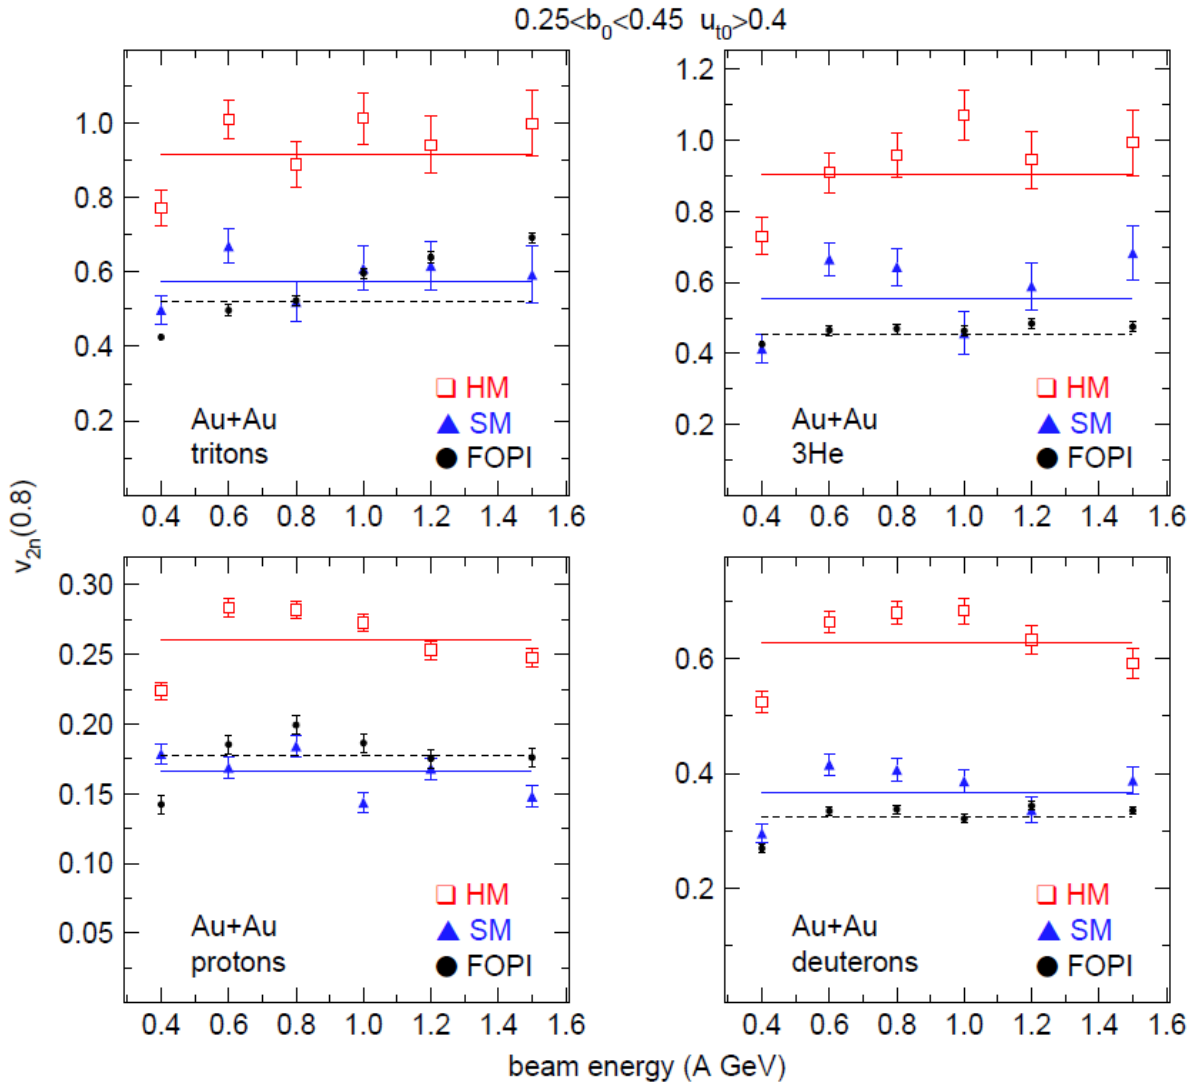 0.25<b0<0.45 ut0>0.4
1.0
0.8
0.6
0.4
0.2
HM
SM
FOPI
Au+Au
tritons
0.4 0.6 0.8 1.0 1.2 1.4 1.6
1.2
1.0
0.8
0.6
0.4
0.2
HM
SM
FOPI
Au+Au
3He
0.4 0.6 0.8 1.0 1.2 1.4 1.6
v2n(0.8)
0.30
0.25
0.20
0.15
0.10
0.05
HM
SM
FOPI
Au+Au
protons
0.4 0.6 0.8 1.0 1.2 1.4 1.6
0.6
0.4
0.2
HM
SM
FOPI
Au+Au
deuterons
0.4 0.6 0.8 1.0 1.2 1.4 1.6
beam energy (A GeV)